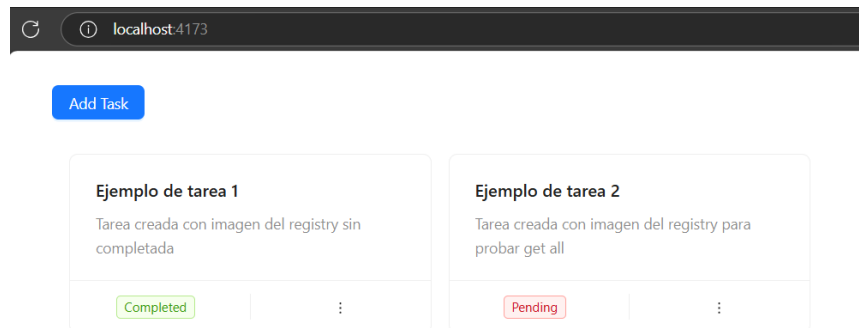 localhost:4173
Add Task
Ejemplo de tarea 1
Tarea creada con imagen del registry sin
completada
Completed
Ejemplo de tarea 2
Tarea creada con imagen del registry para
probar get all
Pending